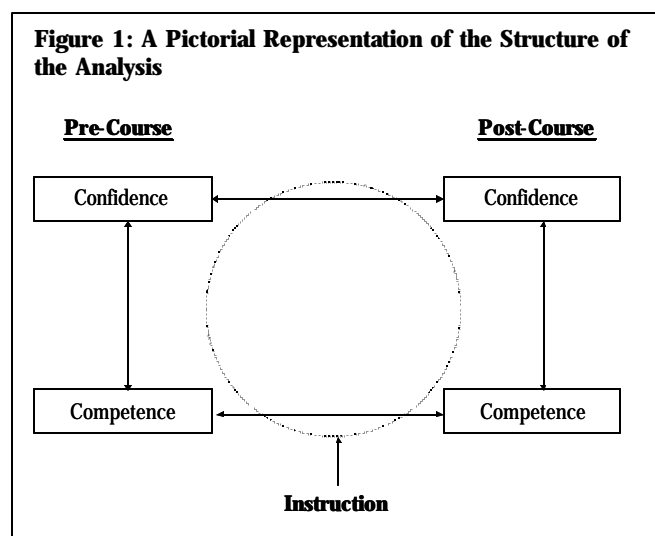 Figure 1: A Pictorial Representation of the Structure of
the Analysis
Pre-Course
Post-Course
Confidence
Confidence
Competence
Competence
Instruction